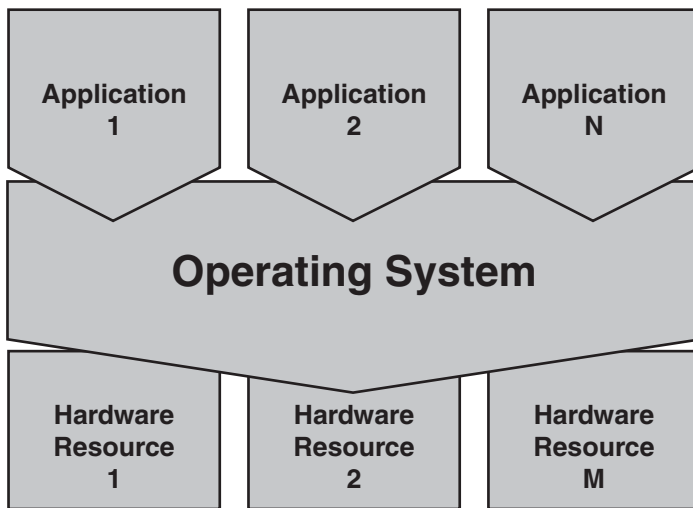 Application
1
Application
2
Application
N
Operating System
Hardware
Resource
1
Hardware
Resource
2
Hardware
Resource
M